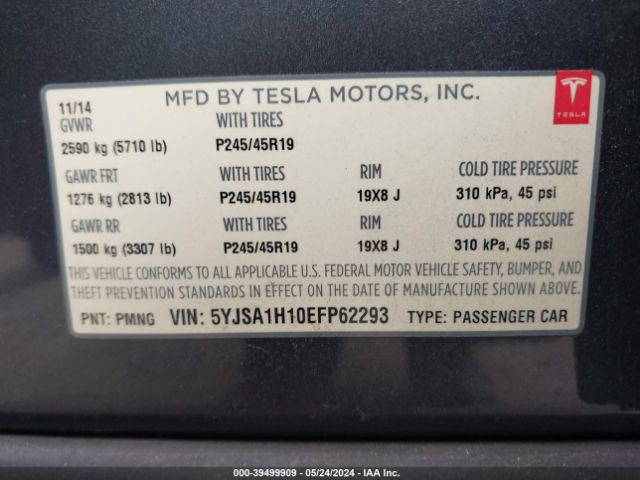 MFD BY TESLA MOTORS, INC.
TESLA
11/14
GVWR WITH TIRES
2590 kg (5710 lb) P245/45R19
GAWR FRT WITH TIRES RIM COLD TIRE PRESSURE
1276 kg (2813 lb) P245/45R19 19X8 J 310 kPa, 45 psi
GAWR RR WITH TIRES RIM COLD TIRE PRESSURE
1500 kg (3307 lb) P245/45R19 19X8 J 310 kPa, 45 psi
THIS VEHICLE CONFORMS TO ALL APPLICABLE U.S. FEDERAL MOTOR VEHICLE SAFETY, BUMPER, AND
THEFT PREVENTION STANDARDS IN EFFECT ON THE DATE OF MANUFACTURE SHOWN ABOVE.
PNT: PMNG VIN: 5YJSA1H10EFP62293 TYPE: PASSENGER CAR
000-39499909 - 05/24/2024 - IAA Inc.